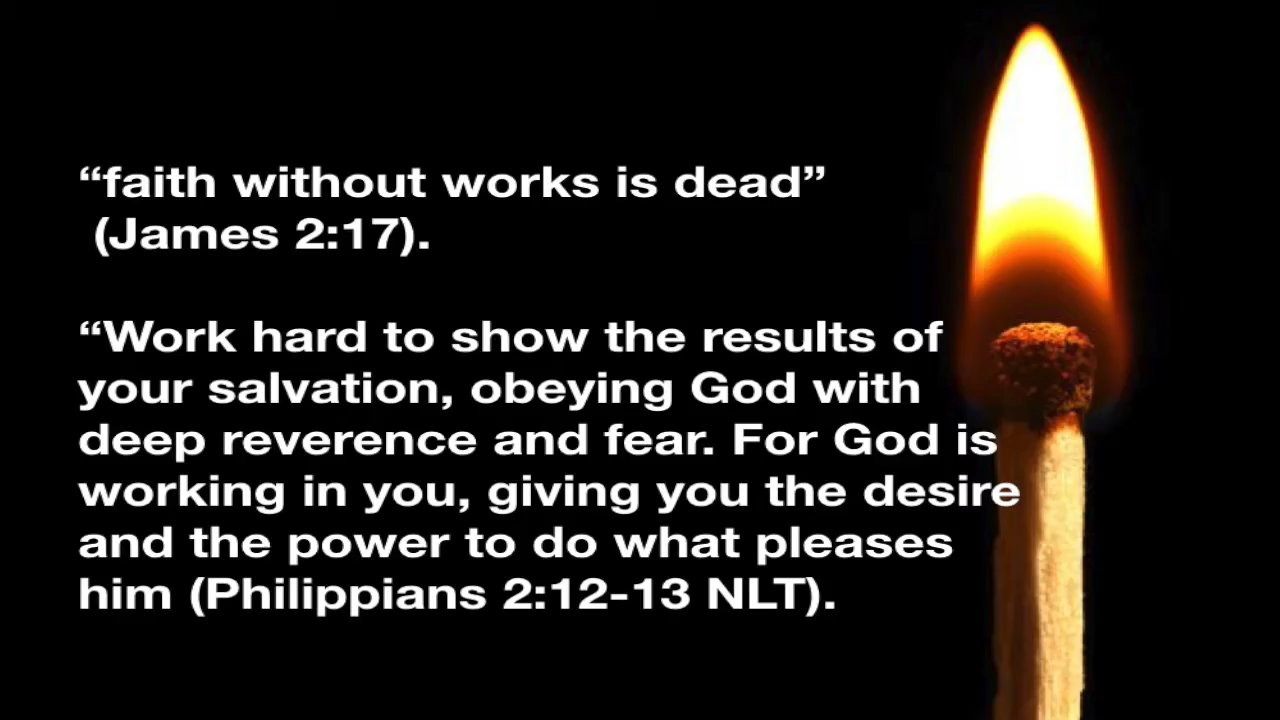 “faith without works is dead”
(James 2:17).
“Work hard to show the results of
your salvation, obeying God with
deep reverence and fear. For God is
working in you, giving you the desire
and the power to do what pleases
him (Philippians 2:12-13 NLT).